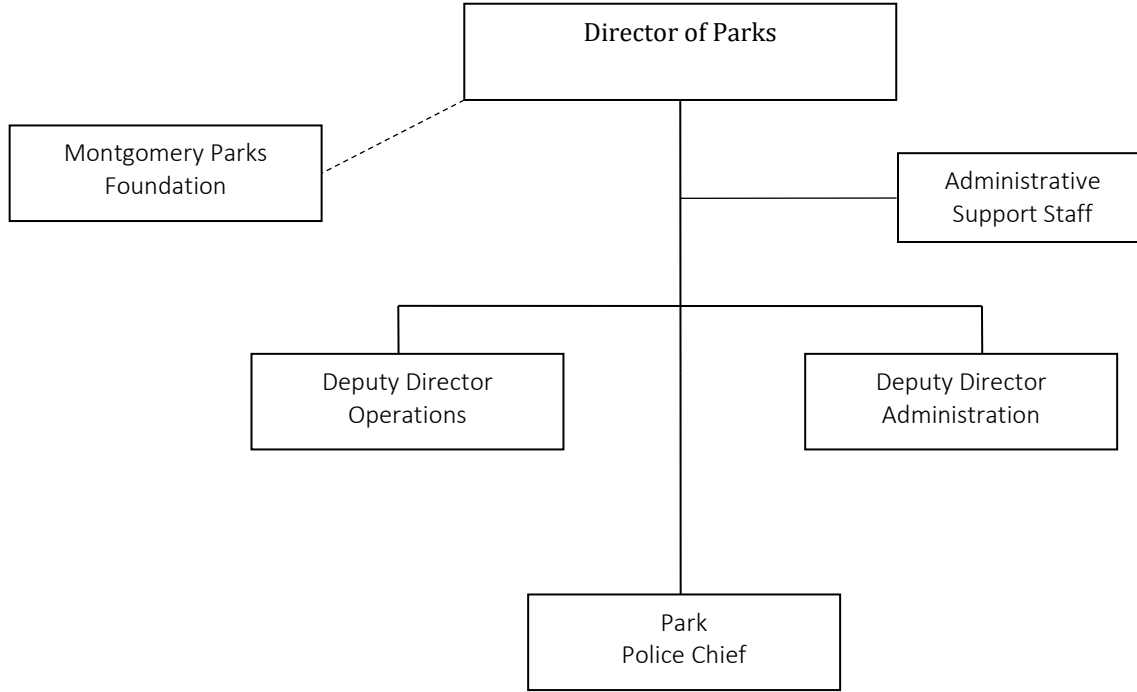 Director of Parks
Montgomery Parks
Foundation
Administrative
Support Staff
Deputy Director
Operations
Deputy Director
Administration
Park
Police Chief